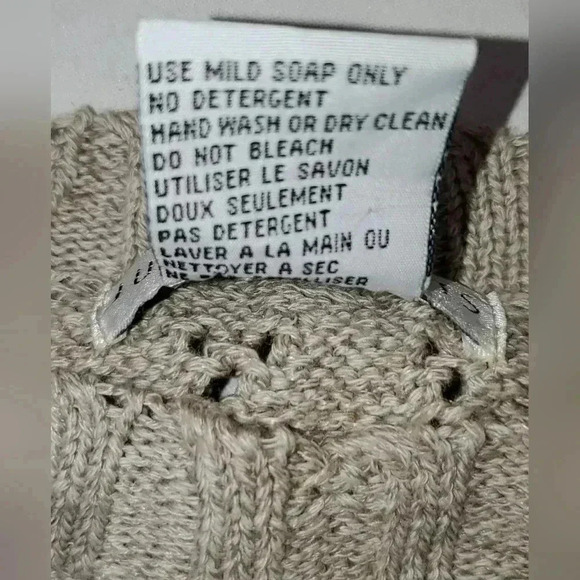 USE MILD SOAP ONLY
NO DETERGENT
HAND WASH OR DRY CLEAN
DO NOT BLEACH
UTILISER LE SAVON
DOUX SEULEMENT
PAS DETERGENT
LAVER A LA MAIN OU
NETTOYER A SEC
NE